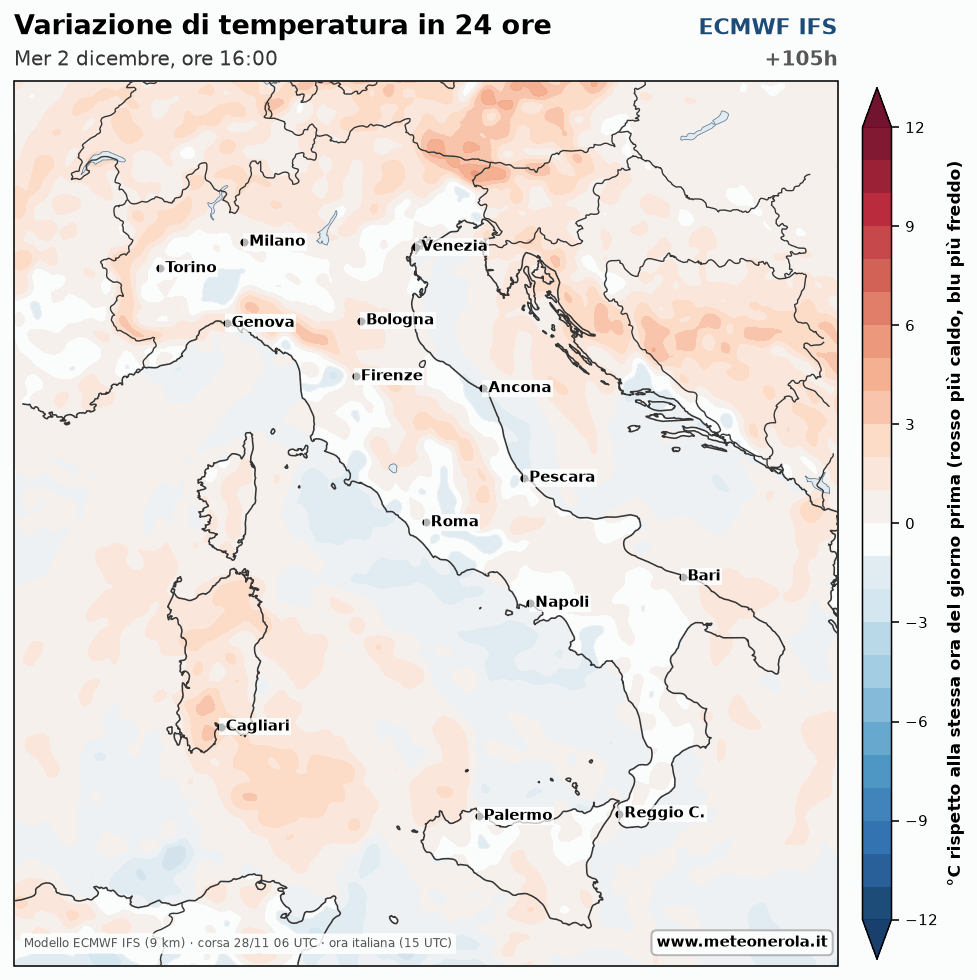 Variazione di temperatura in 24 ore
ECMWF IFS
Mer 2 dicembre, ore 16:00
+105h
Milano
Venezia
Torino
Genova
Bologna
Firenze
Ancona
Pescara
Roma
Bari
Napoli
Cagliari
Palermo
Reggio C.
12
9
6
3
0
−3
−6
−9
−12
°C rispetto alla stessa ora del giorno prima (rosso più caldo, blu più freddo)
Modello ECMWF IFS (9 km) · corsa 28/11 06 UTC · ora italiana (15 UTC)
www.meteonerola.it